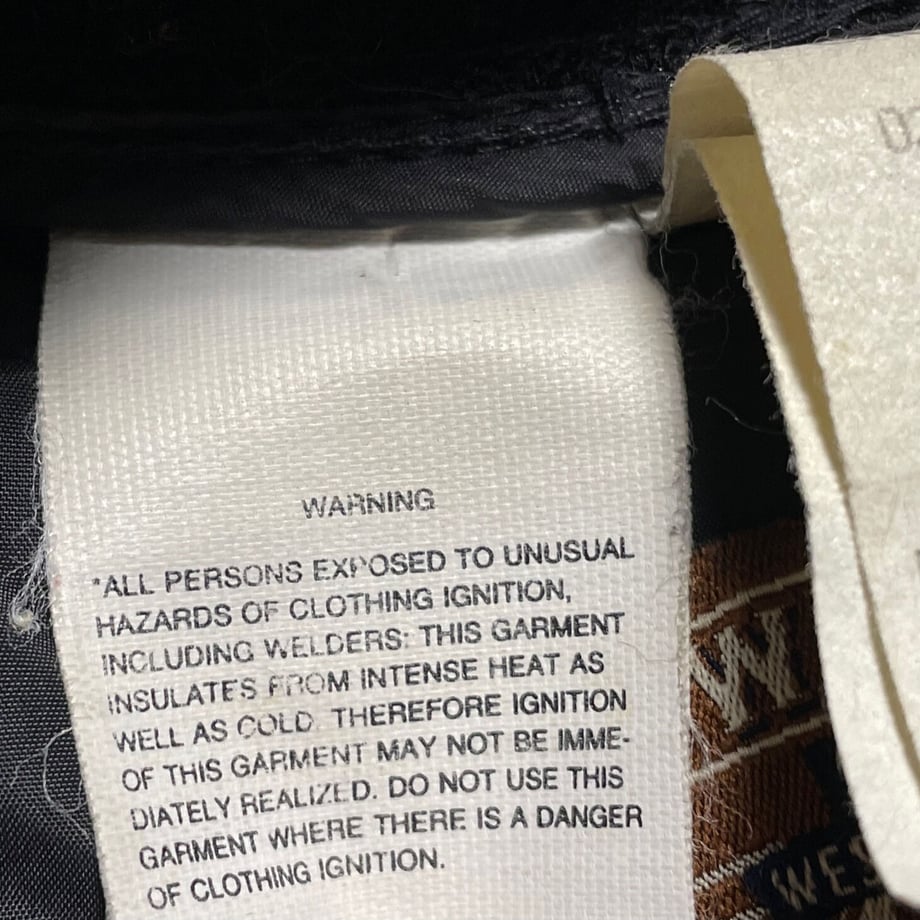 WARNING
"ALL PERSONS EXPOSED TO UNUSUAL
HAZARDS OF CLOTHING IGNITION,
INCLUDING WELDERS: THIS GARMENT
INSULATES FROM INTENSE HEAT AS
WELL AS COLD. THEREFORE IGNITION
OF THIS GARMENT MAY NOT BE IMME-
DIATELY REALIZED. DO NOT USE THIS
GARMENT WHERE THERE IS A DANGER
OF CLOTHING IGNITION.